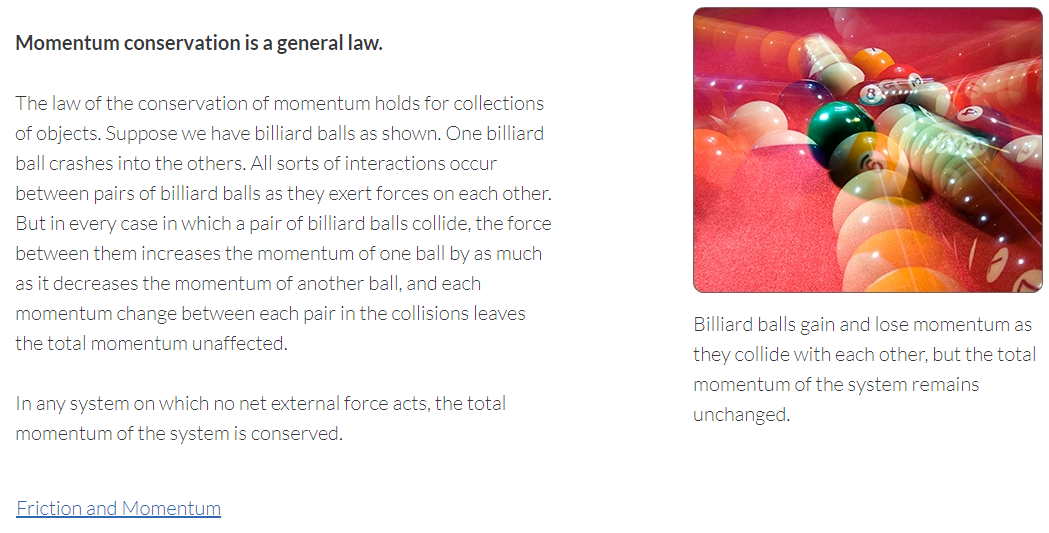 Momentum conservation is a general law.
The law of the conservation of momentum holds for collections
of objects. Suppose we have billiard balls as shown. One billiard
ball crashes into the others. All sorts of interactions occur
between pairs of billiard balls as they exert forces on each other.
But in every case in which a pair of billiard balls collide, the force
between them increases the momentum of one ball by as much
as it decreases the momentum of another ball, and each
momentum change between each pair in the collisions leaves
the total momentum unaffected.
In any system on which no net external force acts, the total
momentum of the system is conserved.
Friction and Momentum
8
Billiard balls gain and lose momentum as
they collide with each other, but the total
momentum of the system remains
unchanged.